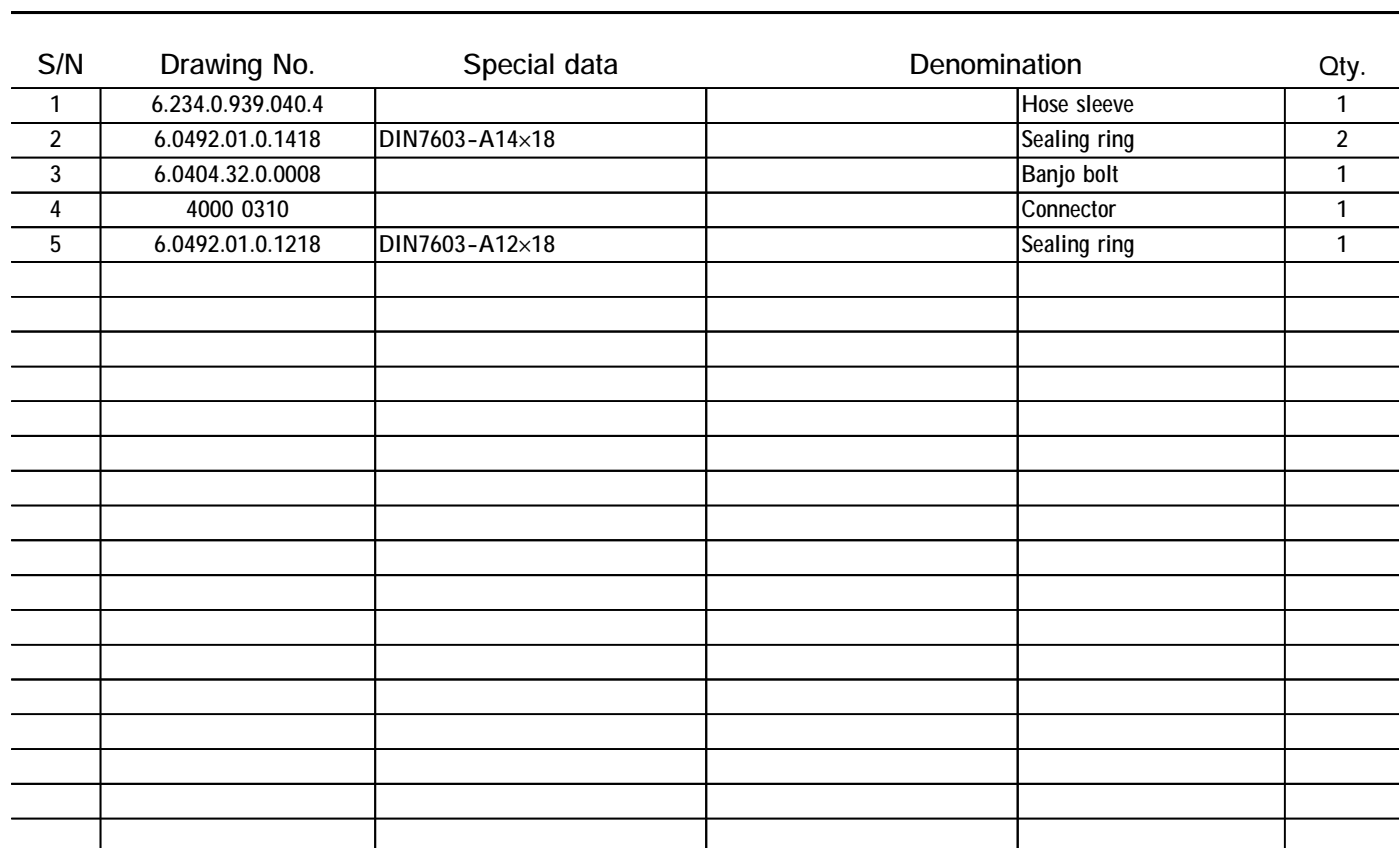 S/N Drawing No. Special data Denomination Qty.
1 6.234.0.939.040.4 Hose sleeve 1
2 6.0492.01.0.1418 DIN7603-A14×18 Sealing ring 2
3 6.0404.32.0.0008 Banjo bolt 1
4 4000 0310 Connector 1
5 6.0492.01.0.1218 DIN7603-A12×18 Sealing ring 1